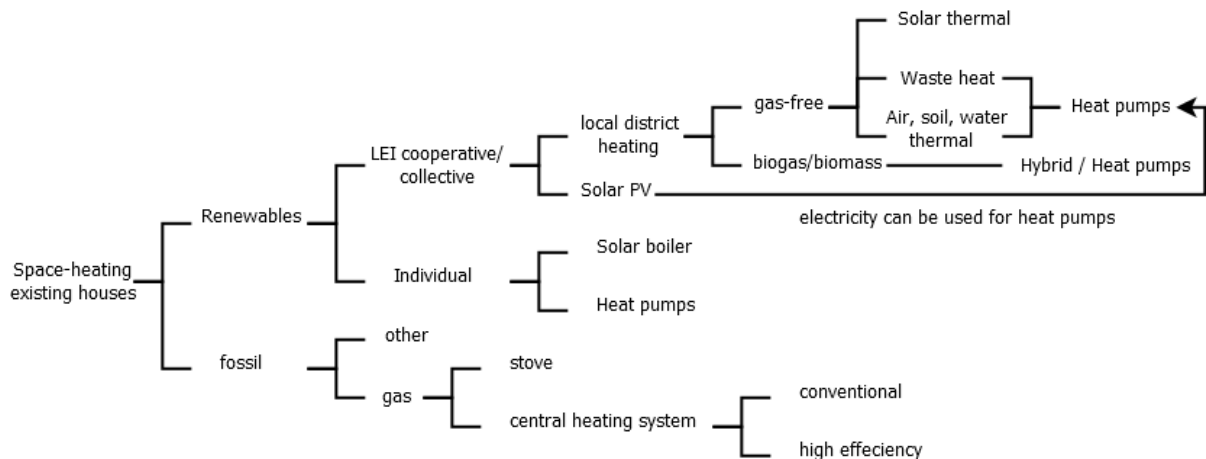 Solar thermal
Waste heat
gas-free
Heat pumps
Air, soil, water
thermal
local district
heating
LEI cooperative/
collective
biogas/biomass
Hybrid / Heat pumps
Solar PV
Renewables
electricity can be used for heat pumps
Solar boiler
Space-heating
existing houses
Individual
Heat pumps
other
fossil
stove
gas
conventional
central heating system
high effeciency